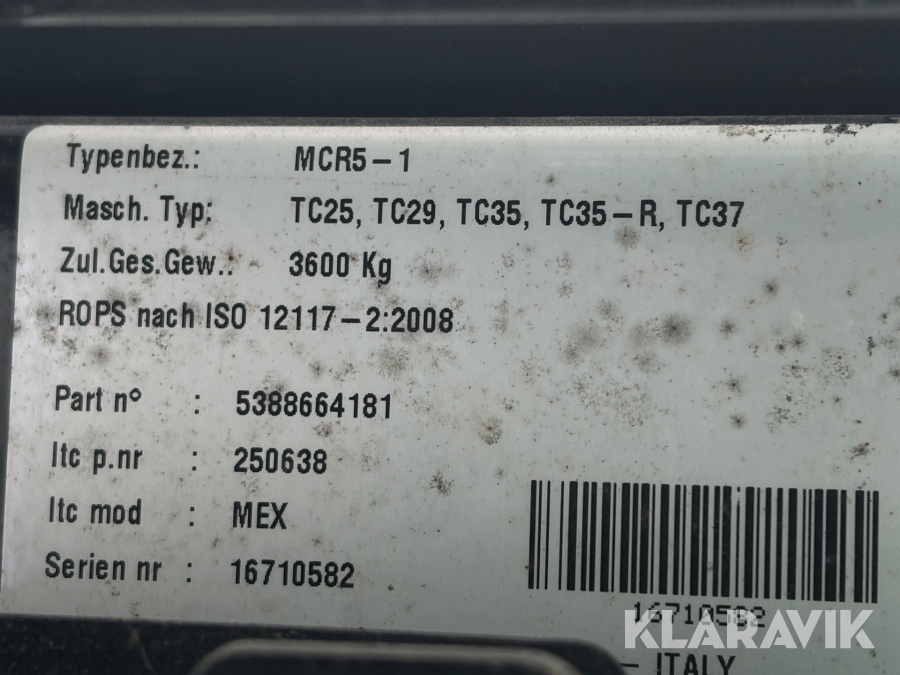 Typenbez.: MCR5-1
Masch. Typ: TC25, TC29, TC35, TC35-R, TC37
Zul.Ges.Gew.: 3600 Kg
ROPS nach ISO 12117-2:2008
Part n° : 5388664181
Itc p.nr : 250638
Itc mod : MEX
Serien nr : 16710582
16710582
KLARAVIK
- ITALY